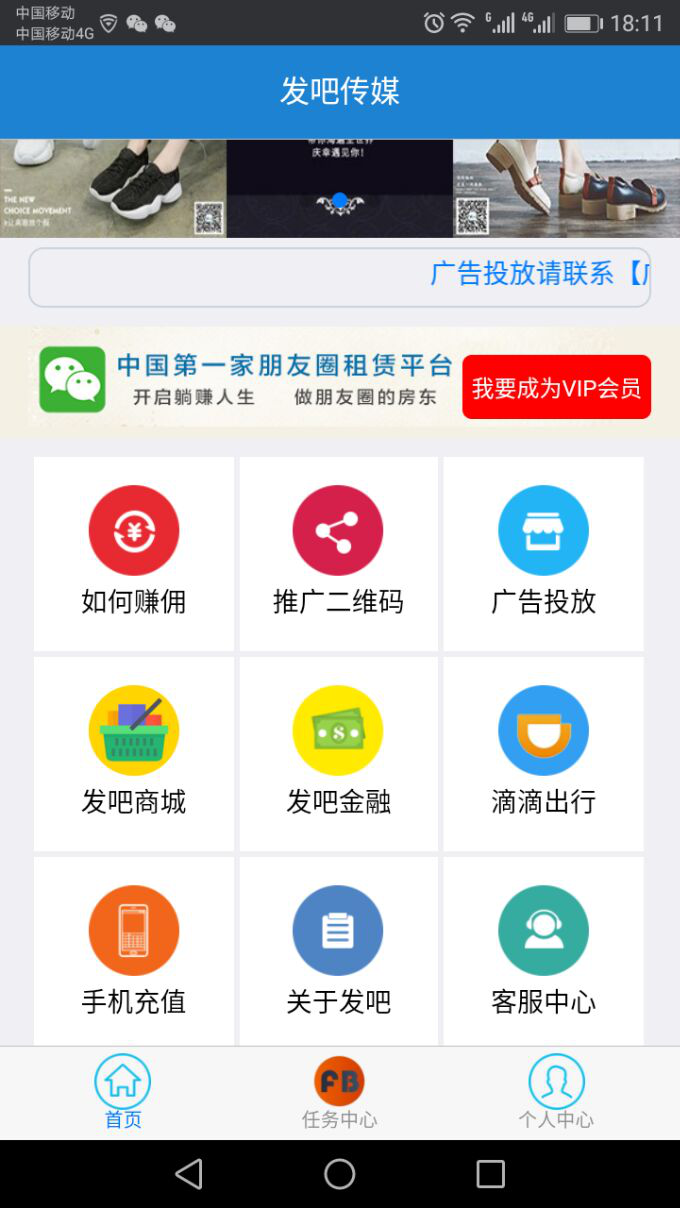 中国移动
中国移动4G
G
4G
18:11
发吧传媒
THE NEW
CHOICE MOVEMENT
庆幸遇见你!
广告投放请联系【广
中国第一家朋友圈租赁平台
开启躺赚人生 做朋友圈的房东
我要成为VIP会员
如何赚佣
推广二维码
广告投放
发吧商城
发吧金融
滴滴出行
手机充值
关于发吧
客服中心
首页
FB
任务中心
个人中心